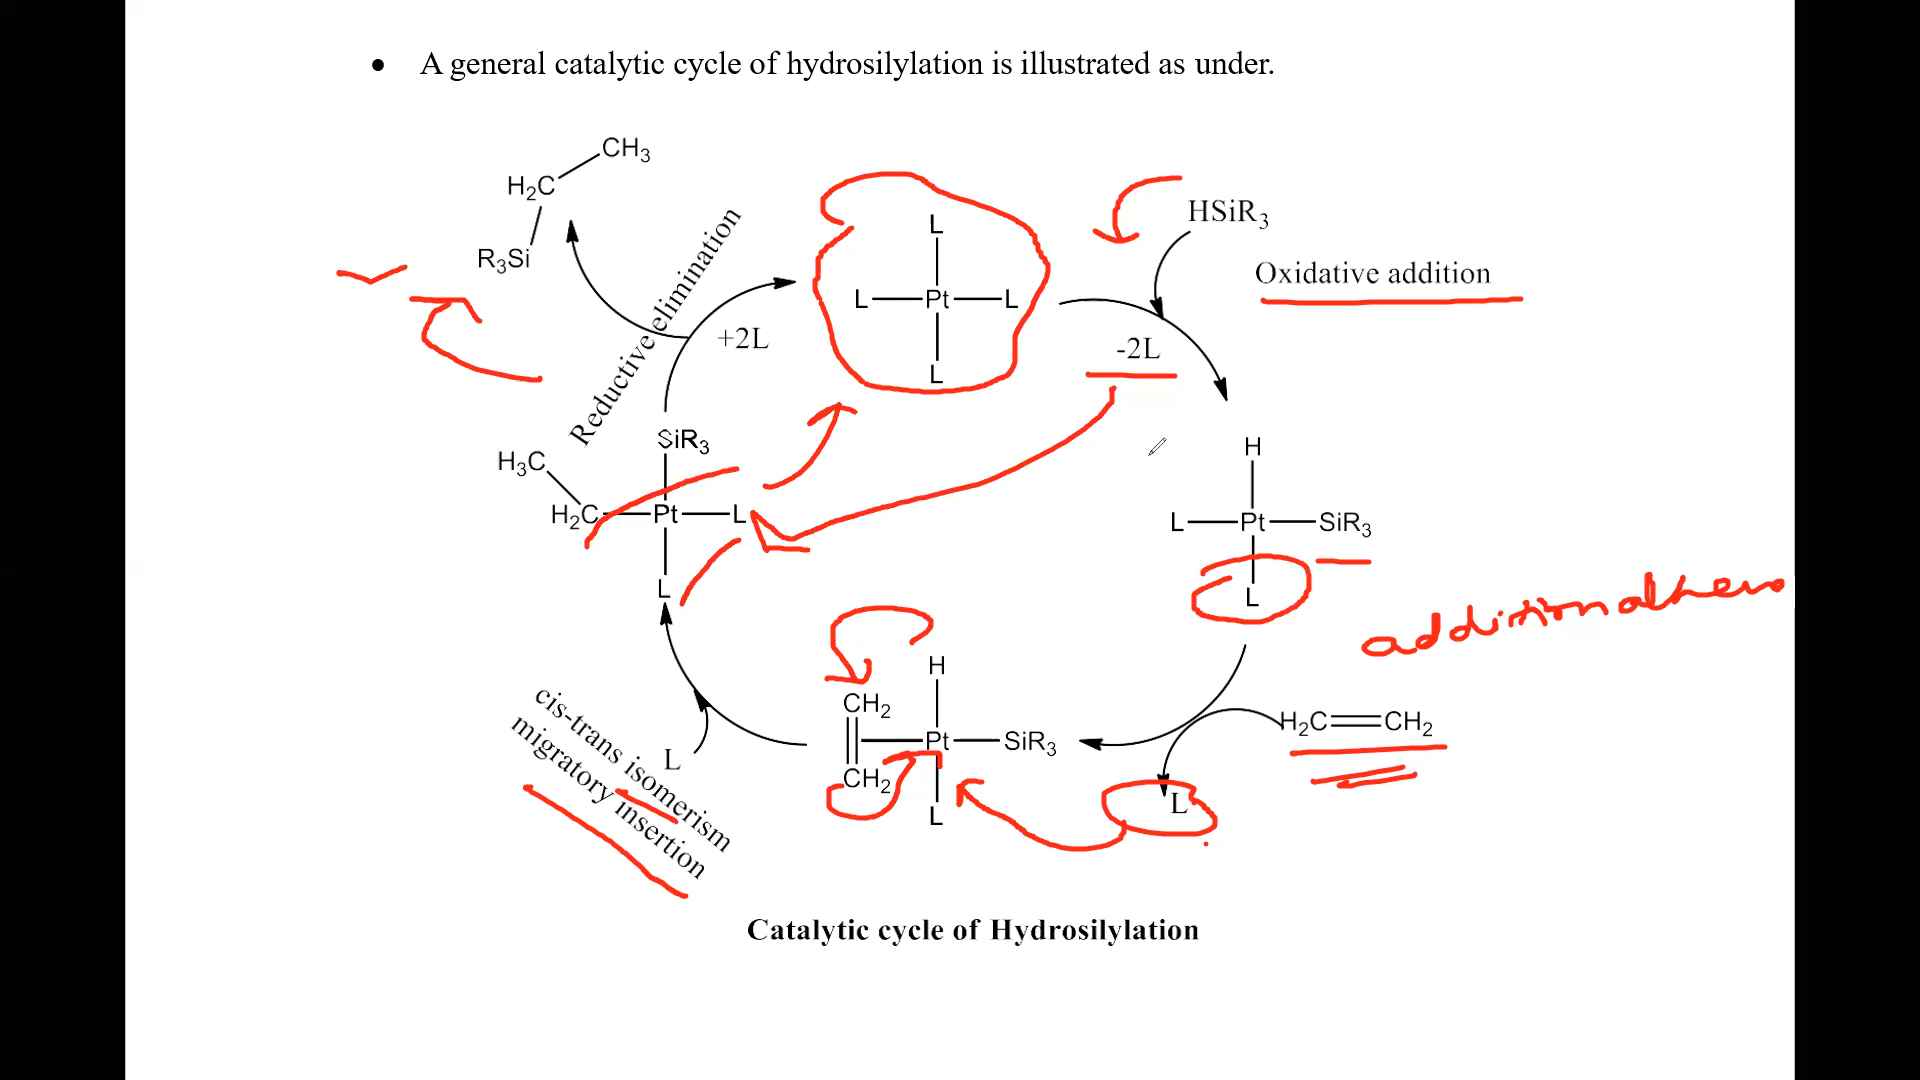 • A general catalytic cycle of hydrosilylation is illustrated as under.
CH3
H2C
R3Si
Reductive elimination
+2L
L
L—Pt—L
L
HSiR3
Oxidative addition
-2L
H
L—Pt—SiR3
L
H2C=CH2
L
H
CH2
Pt—SiR3
CH2
L
L
cis-trans isomerism
migratory insertion
SiR3
H3C
H2C—Pt—L
L
Catalytic cycle of Hydrosilylation